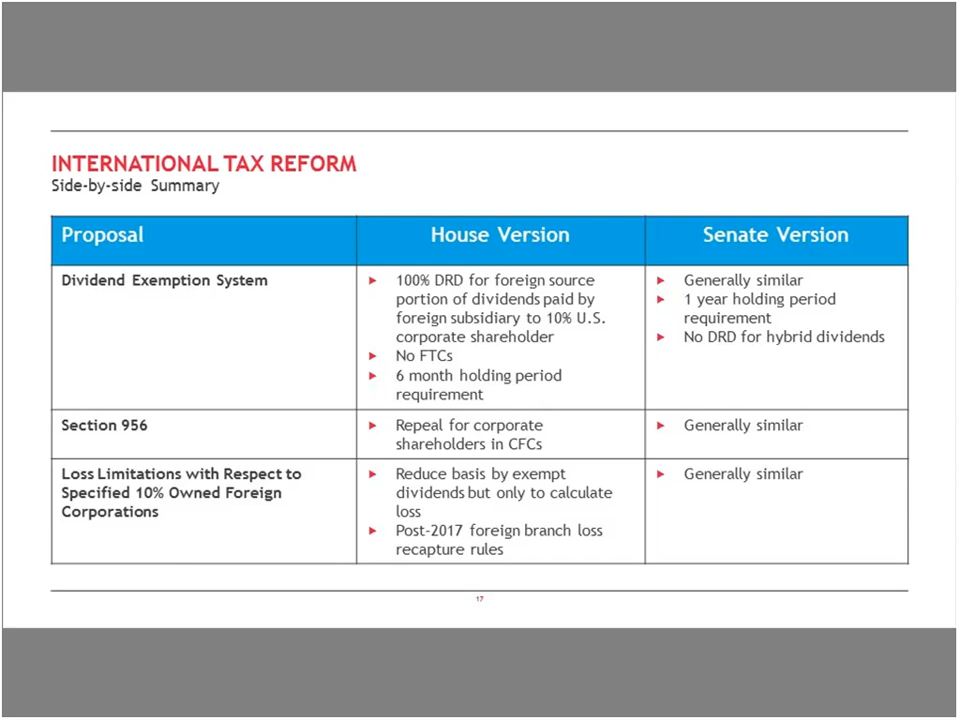 INTERNATIONAL TAX REFORM
Side-by-side Summary
Proposal
House Version
Senate Version
Dividend Exemption System
► 100% DRD for foreign source
portion of dividends paid by
foreign subsidiary to 10% U.S.
corporate shareholder
► No FTCs
► 6 month holding period
requirement
► Generally similar
► 1 year holding period
requirement
► No DRD for hybrid dividends
Section 956
► Repeal for corporate
shareholders in CFCs
► Generally similar
Loss Limitations with Respect to
Specified 10% Owned Foreign
Corporations
► Reduce basis by exempt
dividends but only to calculate
loss
► Post-2017 foreign branch loss
recapture rules
► Generally similar
17